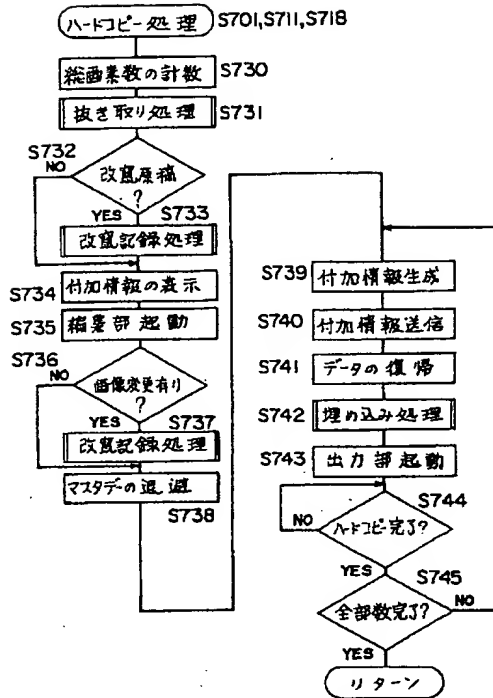 ハードコピー処理 S701,S711,S718
総画素数の計数 S730
抜き取り処理 S731
S732
改竄原稿?
NO
YES
S733
改竄記録処理
S734 付加情報の表示
S735 編集部起動
S736
画像変更有り?
NO
YES
S737
改竄記録処理
マスタデーの退避
S738
S739 付加情報生成
S740 付加情報送信
S741 データの復帰
S742 埋め込み処理
S743 出力部起動
S744
ハードコピー完了?
NO
YES
S745
全部数完了?
NO
YES
リターン